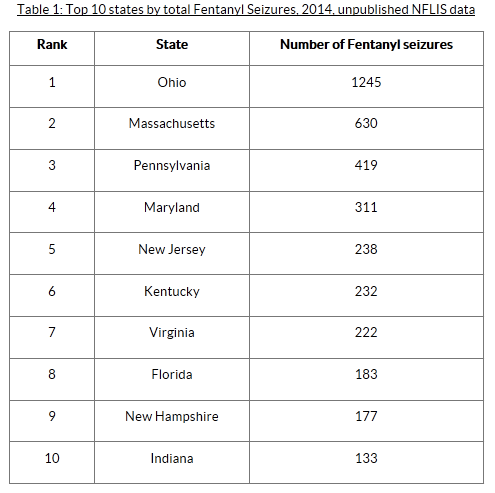 Table 1: Top 10 states by total Fentanyl Seizures, 2014, unpublished NFLIS data
Rank State Number of Fentanyl seizures
1 Ohio 1245
2 Massachusetts 630
3 Pennsylvania 419
4 Maryland 311
5 New Jersey 238
6 Kentucky 232
7 Virginia 222
8 Florida 183
9 New Hampshire 177
10 Indiana 133